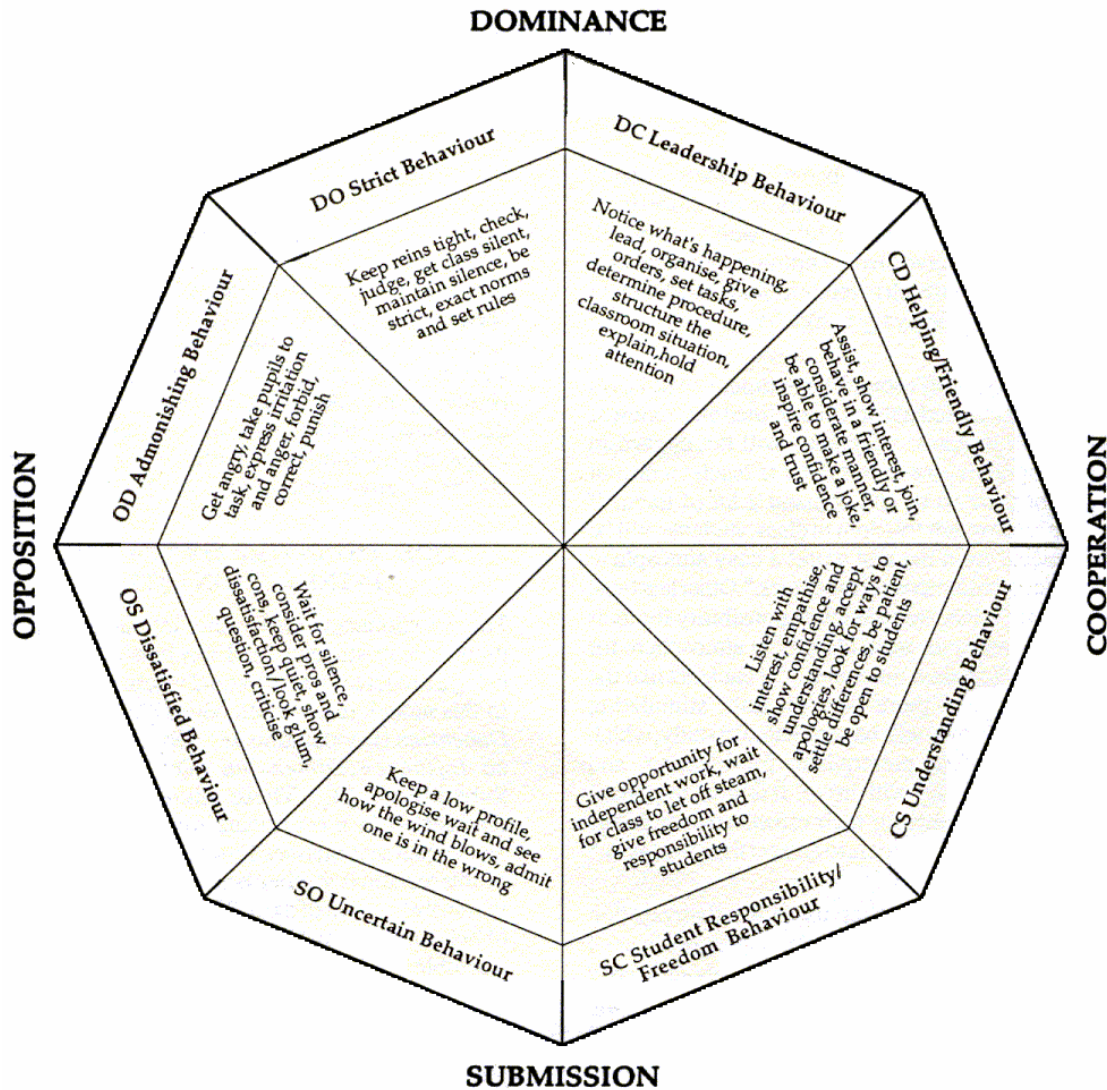 DOMINANCE
DO Strict Behaviour
Keep reins tight, check,
judge, get class silent,
maintain silence, be
strict, exact norms
and set rules
DC Leadership Behaviour
Notice what's happening,
lead, organise, give
orders, set tasks,
determine procedure,
structure the
classroom situation,
explain,hold
attention
CD Helping/Friendly Behaviour
Assist, show interest, join,
behave in a friendly or
considerate manner,
be able to make a joke,
inspire confidence
and trust
COOPERATION
CS Understanding Behaviour
Listen with
interest, empathise,
show confidence and
understanding, accept
apologies, look for ways to
settle differences, be patient,
be open to students
SC Student Responsibility/
Freedom Behaviour
Give opportunity for
independent work, wait
for class to let off steam,
give freedom and
responsibility to
students
SUBMISSION
SO Uncertain Behaviour
Keep a low profile,
apologise wait and see
how the wind blows, admit
one is in the wrong
OS Dissatisfied Behaviour
Wait for silence,
consider pros and
cons, keep quiet, show
dissatisfaction/look glum,
question, criticise
OPPOSITION
OD Admonishing Behaviour
Get angry, take pupils to
task, express irritation
and anger, forbid,
correct, punish